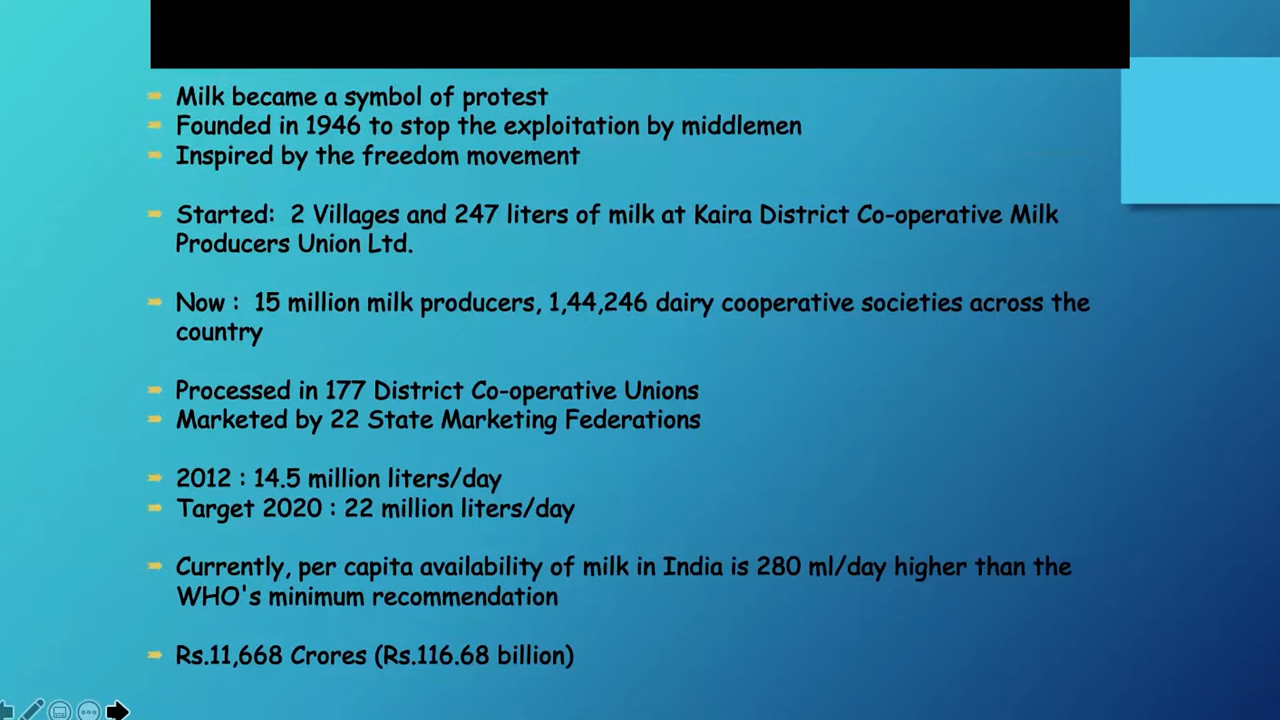 Milk became a symbol of protest
Founded in 1946 to stop the exploitation by middlemen
Inspired by the freedom movement
Started: 2 Villages and 247 liters of milk at Kaira District Co-operative Milk
Producers Union Ltd.
Now : 15 million milk producers, 1,44,246 dairy cooperative societies across the
country
Processed in 177 District Co-operative Unions
Marketed by 22 State Marketing Federations
2012 : 14.5 million liters/day
Target 2020 : 22 million liters/day
Currently, per capita availability of milk in India is 280 ml/day higher than the
WHO's minimum recommendation
Rs.11,668 Crores (Rs.116.68 billion)